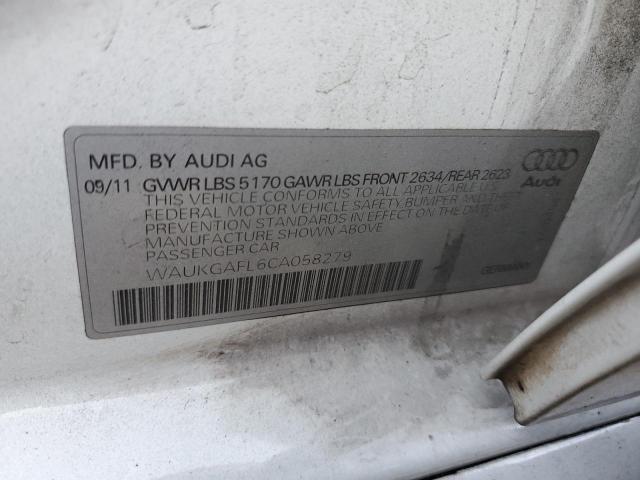 MFD. BY AUDI AG
09/11 GVWR LBS 5170 GAWR LBS FRONT 2634/REAR 2623
THIS VEHICLE CONFORMS TO ALL APPLICABLE U.S.
FEDERAL MOTOR VEHICLE SAFETY, BUMPER AND THEFT
PREVENTION STANDARDS IN EFFECT ON THE DATE OF
MANUFACTURE SHOWN ABOVE
PASSENGER CAR
WAUKGAFL6CA058279
Audi
GERMANY